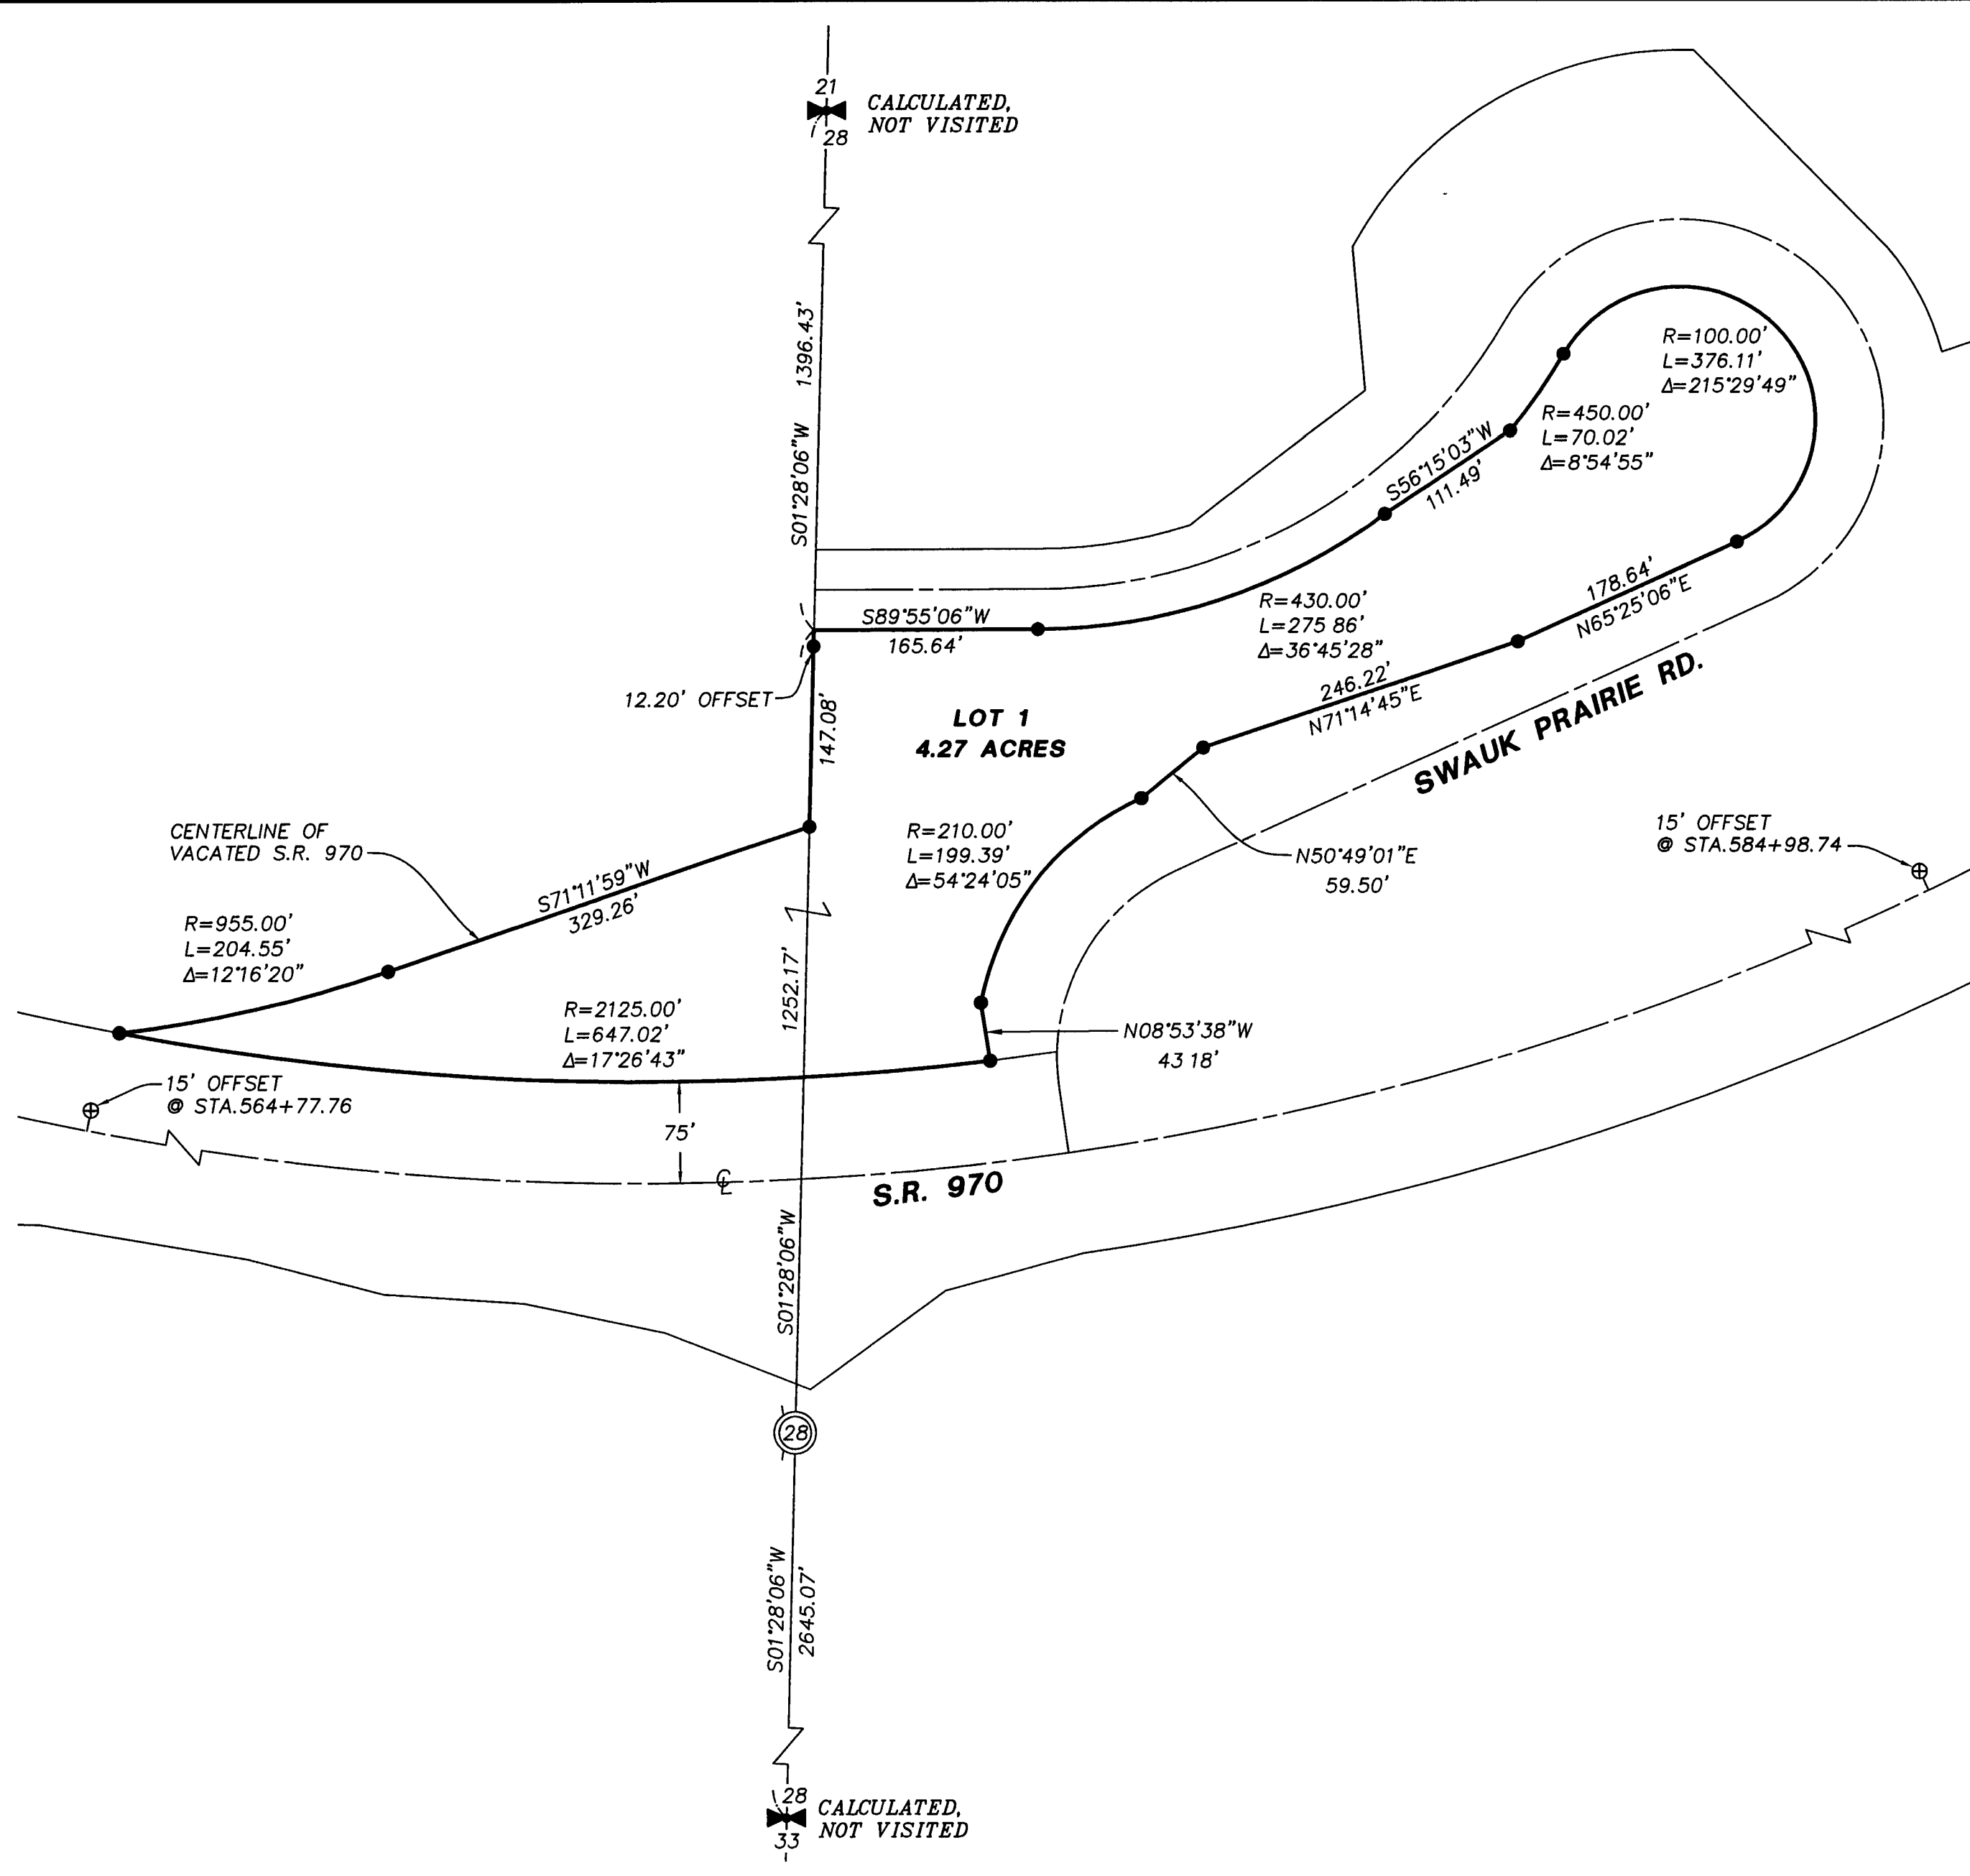 21
CALCULATED,
NOT VISITED
28
S01°28'06"W 1396.43'
R=100.00'
L=376.11'
Δ=215°29'49"
R=450.00'
L=70.02'
Δ=8°54'55"
S56°15'03"W
111.49'
S89°55'06"W
165.64'
R=430.00'
L=275 86'
Δ=36°45'28"
178.64'
N65°25'06"E
12.20' OFFSET
147.08'
LOT 1
4.27 ACRES
246.22'
N71°14'45"E
SWAUK PRAIRIE RD.
CENTERLINE OF
VACATED S.R. 970
R=210.00'
L=199.39'
Δ=54°24'05"
N50°49'01"E
59.50'
15' OFFSET
@ STA.584+98.74
S71°11'59"W
329.26'
R=955.00'
L=204.55'
Δ=12°16'20"
1252.17'
R=2125.00'
L=647.02'
Δ=17°26'43"
N08°53'38"W
43 18'
15' OFFSET
@ STA.564+77.76
75'
CL
S.R. 970
S01°28'06"W
28
S01°28'06"W
2645.07'
28
CALCULATED,
NOT VISITED
33